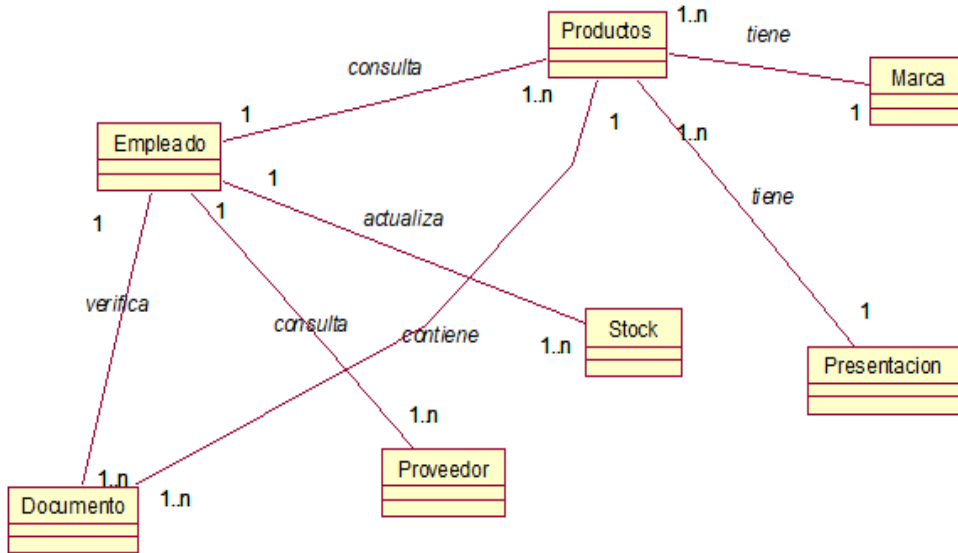 1..n
Productos
tiene
Marca
consulta
1..n
1
1
1
1..n
Empleado
1
tiene
1
1
actualiza
verifica
consulta
contiene
1..n
Stock
1
Presentacion
1..n
Proveedor
1..n
1..n
Documento